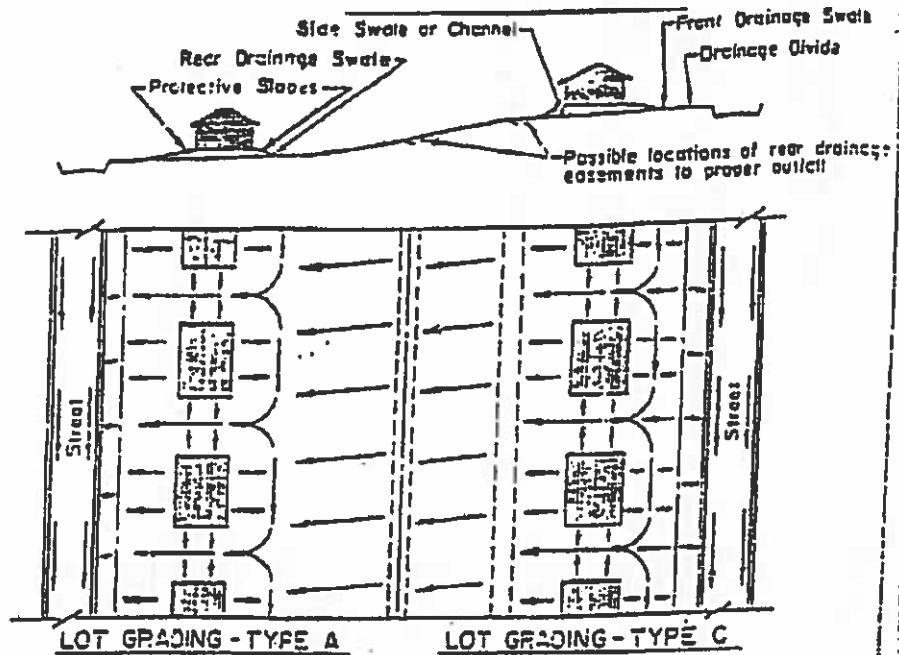 Side Swale or Channel
Front Drainage Swale
Rear Drainage Swale
Drainage Divide
Protective Slopes
Possible locations of rear drainage
easements to proper outfall
Street
Street
LOT GRADING - TYPE A
LOT GRADING - TYPE C